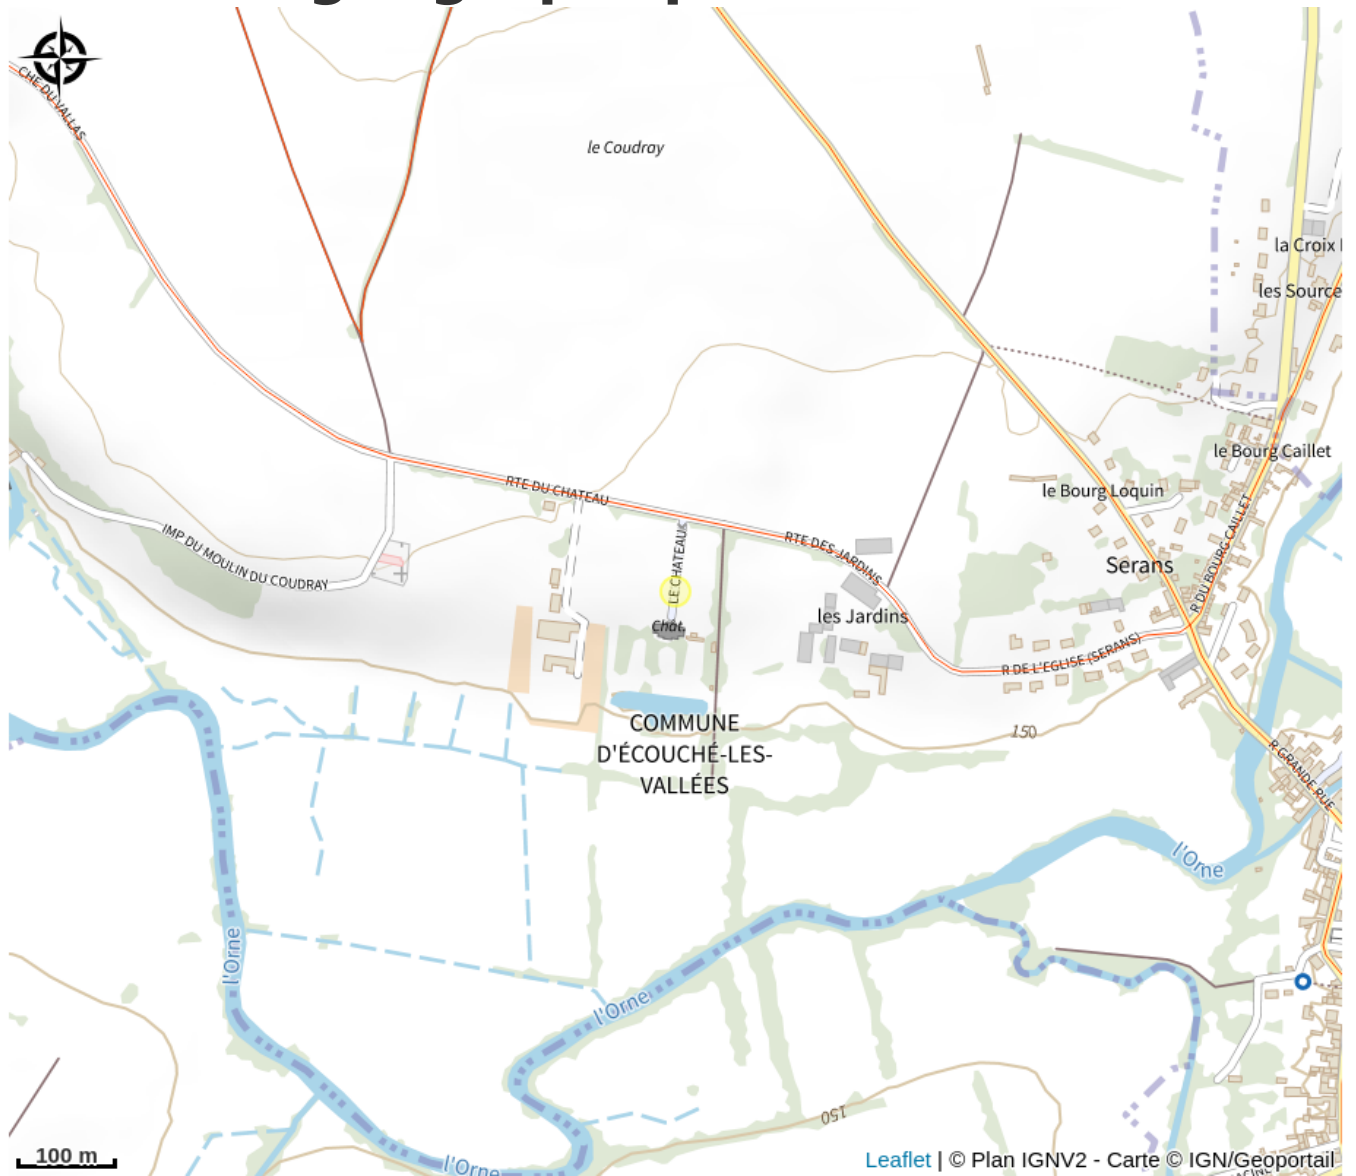 CHE DU VALLAS
le Coudray
la Croix
les Source
le Bourg Caillet
le Bourg Loquin
RTE DU CHATEAU
IMP DU MOULIN DU COUDRAY
LE CHATEAU
RTE DES JARDINS
R DU BOURG CAILLET
Serans
les Jardins
Chât.
R DE L'EGLISE (SERANS)
COMMUNE
D'ÉCOUCHÉ-LES-
VALLÉES
150
R GRANDE RUE
l'Orne
l'Orne
l'Orne
150
l'Orne
100 m
Leaflet | © Plan IGNV2 - Carte © IGN/Geoportail